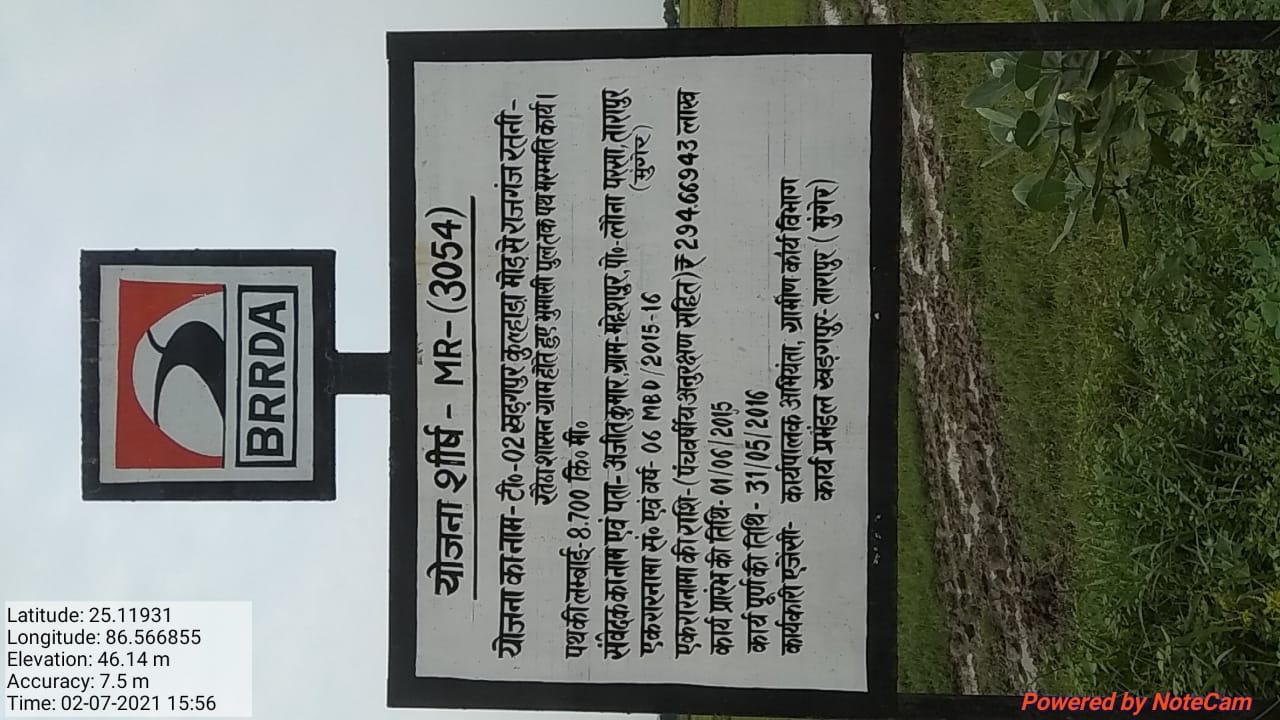 BRRDA
योजना शीर्ष - MR-(3054)
योजना का नाम- टी०-02 खड़गपुर कुल्हाडा मोड़ से राजगंज रतनी-
ग्राम होते हुए पुल तक पथ मरम्मति कार्य।
पथ की लम्बाई- 8.700 कि० मी०
संवेदक का नाम एवं पता- अजीत कुमार, ग्राम- महेशपुर, पो०- लौना परसा, तारापुर
(मुंगेर)
एकरारनामा सं० एवं वर्ष- 06 MBD/2015-16
एकरारनामा की राशि- (पंचवर्षीय अनुरक्षण सहित) ₹ 294.66943 लाख
कार्य प्रारंम की तिथि- 01/06/2015
कार्य पूर्ण की तिथि - 31/05/2016
कार्यकारी एजेंसी- कार्यपालक अभियंता, ग्रामीण कार्य विभाग
कार्य प्रमंडल खड़गपुर- तारापुर ( मुंगेर)
Latitude: 25.11931
Longitude: 86.566855
Elevation: 46.14 m
Accuracy: 7.5 m
Time: 02-07-2021 15:56
Powered by NoteCam